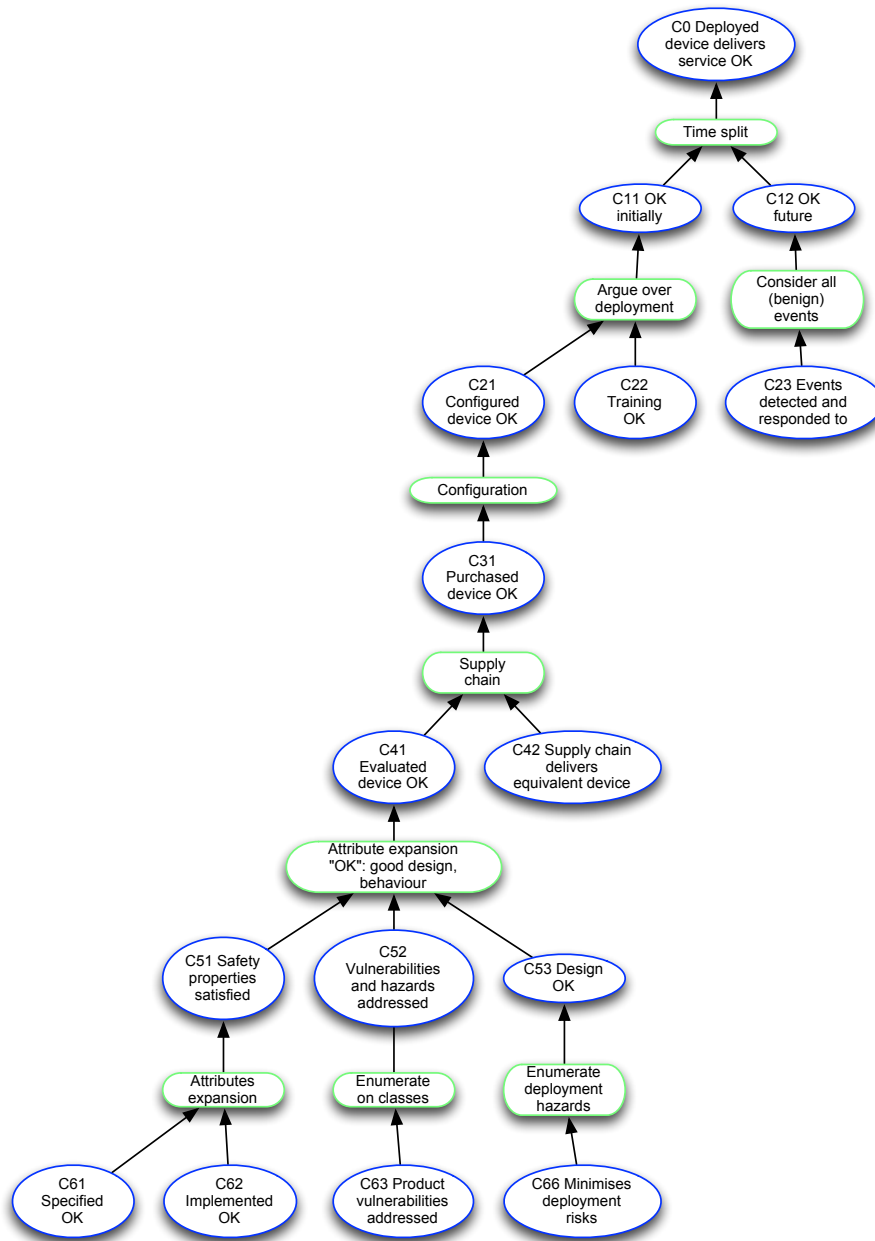 C0 Deployed
device delivers
service OK
Time split
C11 OK
initially
C12 OK
future
Argue over
deployment
Consider all
(benign)
events
C21
Configured
device OK
C22
Training
OK
C23 Events
detected and
responded to
Configuration
C31
Purchased
device OK
Supply
chain
C41
Evaluated
device OK
C42 Supply chain
delivers
equivalent device
Attribute expansion
"OK": good design,
behaviour
C51 Safety
properties
satisfied
C52
Vulnerabilities
and hazards
addressed
C53 Design
OK
Attributes
expansion
Enumerate
on classes
Enumerate
deployment
hazards
C61
Specified
OK
C62
Implemented
OK
C63 Product
vulnerabilities
addressed
C66 Minimises
deployment
risks